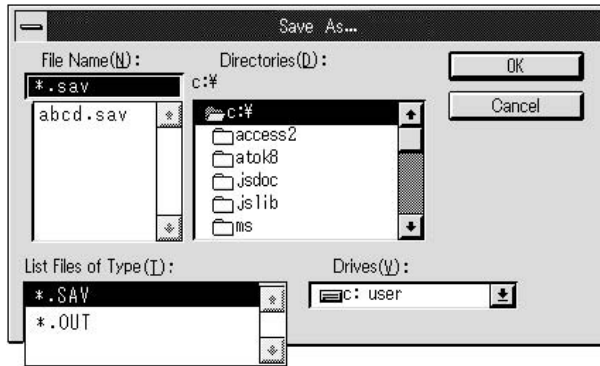 Save As...
File Name(N):
*.sav
abcd.sav
Directories(D):
c:¥
c:¥
access2
atok8
jsdoc
jslib
ms
OK
Cancel
List Files of Type(T):
*.SAV
*.OUT
Drives(V):
c: user